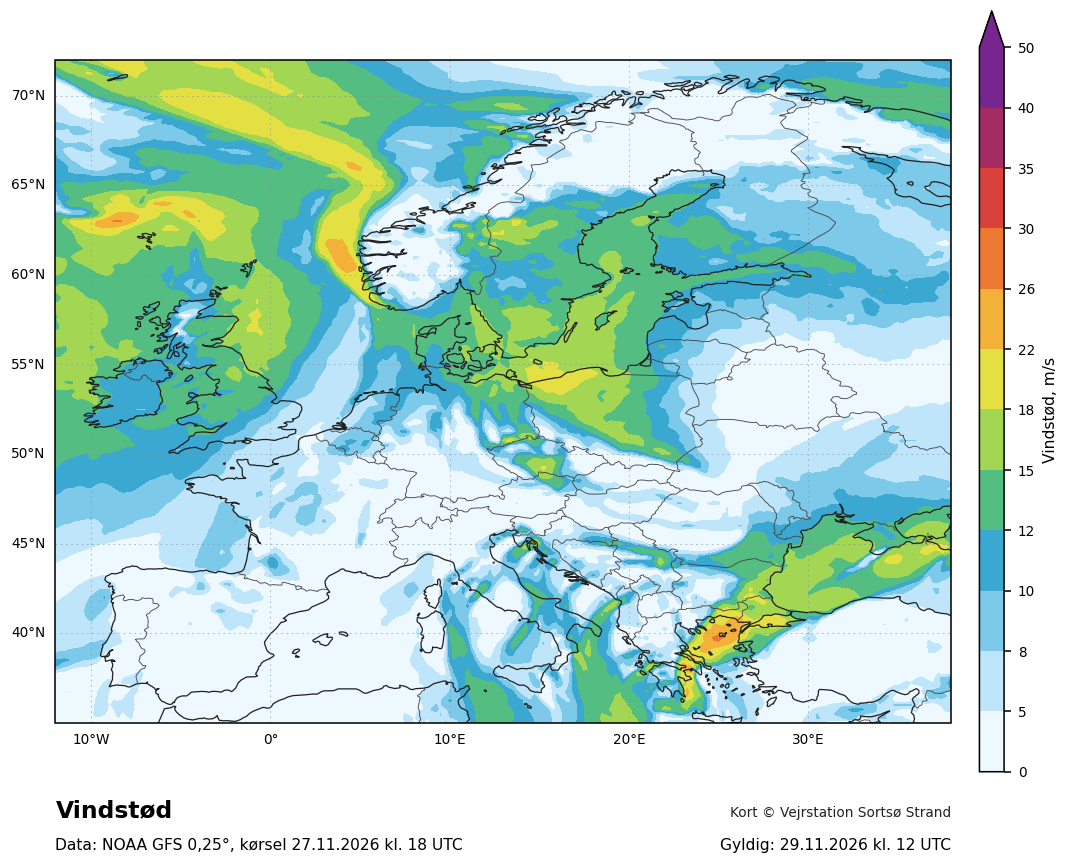 50
40
35
30
26
22
18
15
12
10
8
5
0
Vindstød, m/s
70°N
65°N
60°N
55°N
50°N
45°N
40°N
10°W
0°
10°E
20°E
30°E
Vindstød
Kort © Vejrstation Sortsø Strand
Data: NOAA GFS 0,25°, kørsel 27.11.2026 kl. 18 UTC
Gyldig: 29.11.2026 kl. 12 UTC